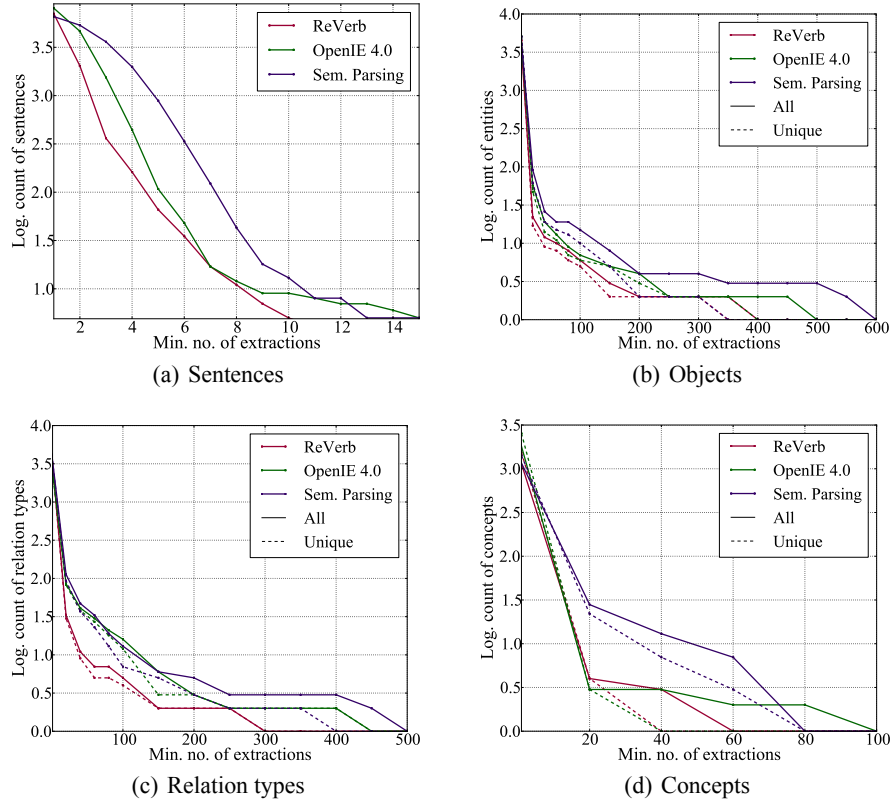 ReVerb
OpenIE 4.0
Sem. Parsing
Log. count of sentences
3.5
3.0
2.5
2.0
1.5
1.0
2 4 6 8 10 12 14
Min. no. of extractions
(a) Sentences
ReVerb
OpenIE 4.0
Sem. Parsing
All
Unique
Log. count of entities
4.0
3.5
3.0
2.5
2.0
1.5
1.0
0.5
0.0
100 200 300 400 500 600
Min. no. of extractions
(b) Objects
ReVerb
OpenIE 4.0
Sem. Parsing
All
Unique
Log. count of relation types
4.0
3.5
3.0
2.5
2.0
1.5
1.0
0.5
0.0
100 200 300 400 500
Min. no. of extractions
(c) Relation types
ReVerb
OpenIE 4.0
Sem. Parsing
All
Unique
Log. count of concepts
3.5
3.0
2.5
2.0
1.5
1.0
0.5
0.0
20 40 60 80 100
Min. no. of extractions
(d) Concepts